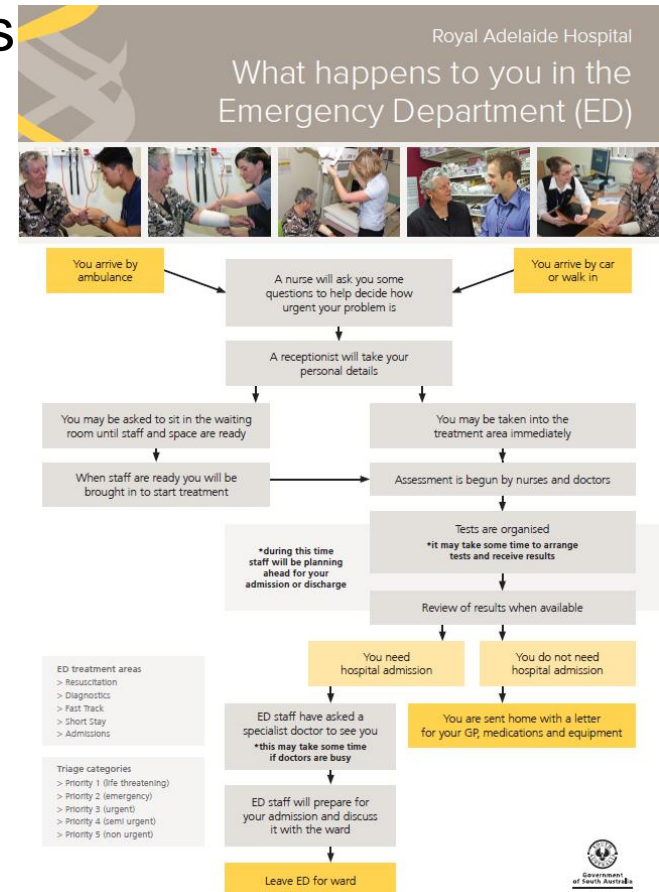 s
Royal Adelaide Hospital
What happens to you in the
Emergency Department (ED)
You arrive by
ambulance
A nurse will ask you some
questions to help decide how
urgent your problem is
You arrive by car
or walk in
A receptionist will take your
personal details
You may be asked to sit in the waiting
room until staff and space are ready
You may be taken into the
treatment area immediately
When staff are ready you will be
brought in to start treatment
Assessment is begun by nurses and doctors
*during this time
staff will be planning
ahead for your
admission or discharge
Tests are organised
*it may take some time to arrange
tests and receive results
Review of results when available
You need
hospital admission
You do not need
hospital admission
ED treatment areas
> Resuscitation
> Diagnostics
> Fast Track
> Short Stay
> Admissions
ED staff have asked a
specialist doctor to see you
*this may take some time
if doctors are busy
You are sent home with a letter
for your GP, medications and equipment
Triage categories
> Priority 1 (life threatening)
> Priority 2 (emergency)
> Priority 3 (urgent)
> Priority 4 (semi urgent)
> Priority 5 (non urgent)
ED staff will prepare for
your admission and discuss
it with the ward
Leave ED for ward
Government
of South Australia